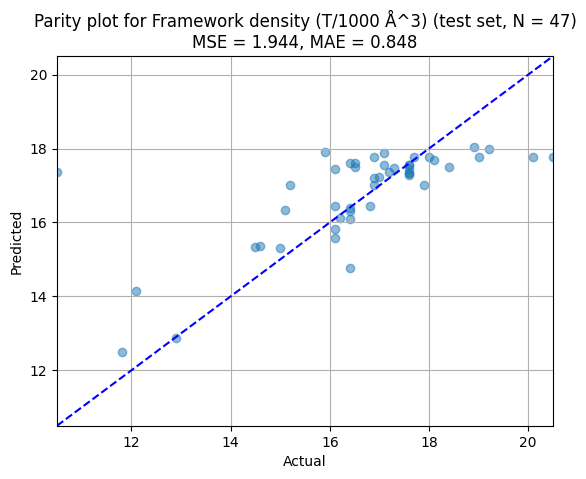 Parity plot for Framework density (T/1000 Å^3) (test set, N = 47)
MSE = 1.944, MAE = 0.848
20
18
16
14
12
Predicted
12 14 16 18 20
Actual